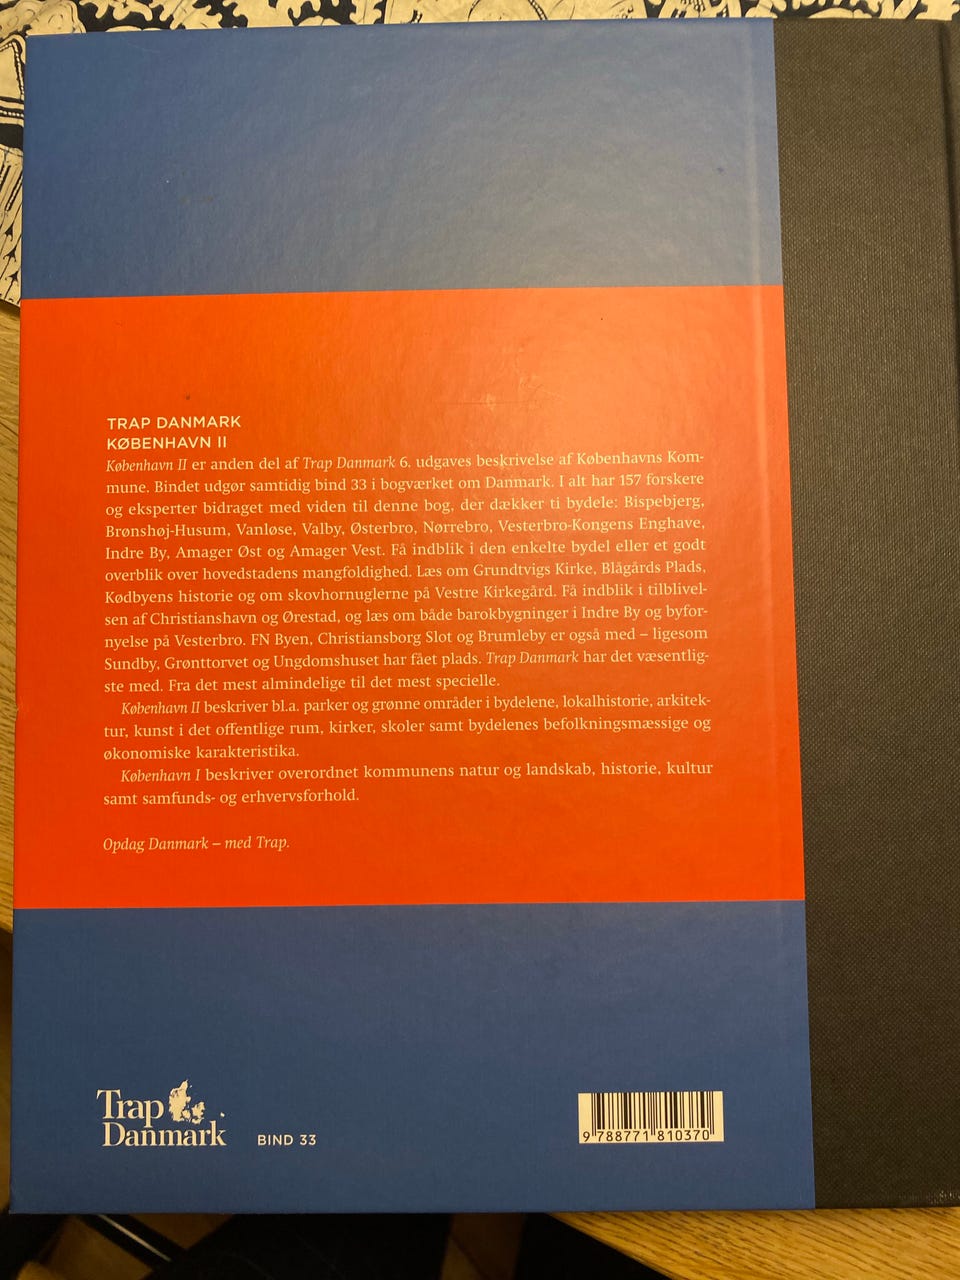 TRAP DANMARK
KØBENHAVN II
København II er anden del af Trap Danmark 6. udgaves beskrivelse af Københavns Kom-
mune. Bindet udgør samtidig bind 33 i bogværket om Danmark. I alt har 157 forskere
og eksperter bidraget med viden til denne bog, der dækker ti bydele: Bispebjerg,
Brønshøj-Husum, Vanløse, Valby, Østerbro, Nørrebro, Vesterbro-Kongens Enghave,
Indre By, Amager Øst og Amager Vest. Få indblik i den enkelte bydel eller et godt
overblik over hovedstadens mangfoldighed. Læs om Grundtvigs Kirke, Blågårds Plads,
Kødbyens historie og om skovhornuglerne på Vestre Kirkegård. Få indblik i tilblivel-
sen af Christianshavn og Ørestad, og læs om både barokbygninger i Indre By og byfor-
nyelse på Vesterbro. FN Byen, Christiansborg Slot og Brumleby er også med – ligesom
Sundby, Grønttorvet og Ungdomshuset har fået plads. Trap Danmark har det væsentlig-
ste med. Fra det mest almindelige til det mest specielle.
København II beskriver bl.a. parker og grønne områder i bydelene, lokalhistorie, arkitek-
tur, kunst i det offentlige rum, kirker, skoler samt bydelenes befolkningsmæssige og
økonomiske karakteristika.
København I beskriver overordnet kommunens natur og landskab, historie, kultur
samt samfunds- og erhvervsforhold.
Opdag Danmark – med Trap.
Trap
Danmark
BIND 33
9 788771 810370